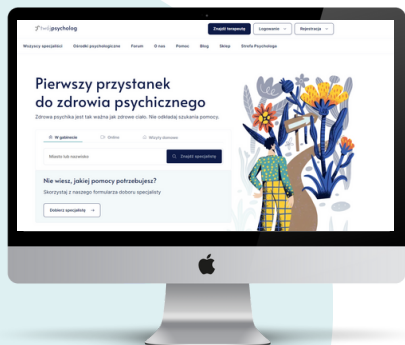 twójpsycholog
Znajdź terapeutę
Logowanie
Rejestracja
Wszyscy specjaliści
Ośrodki psychologiczne
Forum
O nas
Pomoc
Blog
Sklep
Strefa Psychologa
Pierwszy przystanek
do zdrowia psychicznego
Zdrowa psychika jest tak ważna jak zdrowe ciało. Nie odkładaj szukania pomocy.
W gabinecie
Online
Wizyty domowe
Miasto lub nazwisko
Znajdź specjalistę
Nie wiesz, jakiej pomocy potrzebujesz?
Skorzystaj z naszego formularza doboru specjalisty
Dobierz specjalistę →